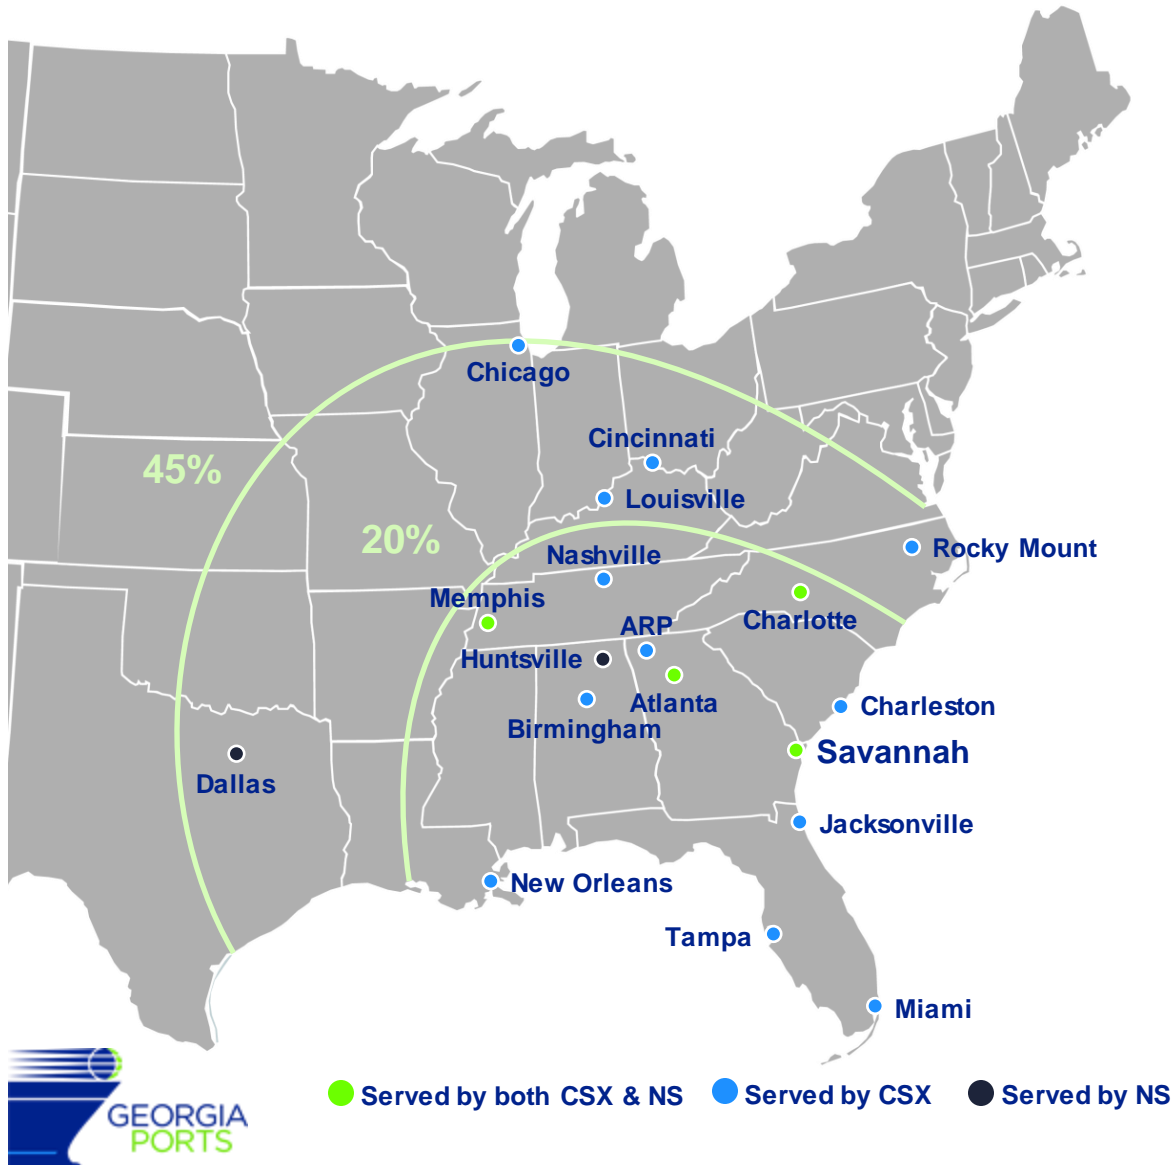 Chicago
Cincinnati
45%
Louisville
20%
Nashville
Rocky Mount
Memphis
Charlotte
ARP
Huntsville
Atlanta
Charleston
Birmingham
Savannah
Dallas
Jacksonville
New Orleans
Tampa
Miami
Served by both CSX & NS
Served by CSX
Served by NS
GEORGIA
PORTS